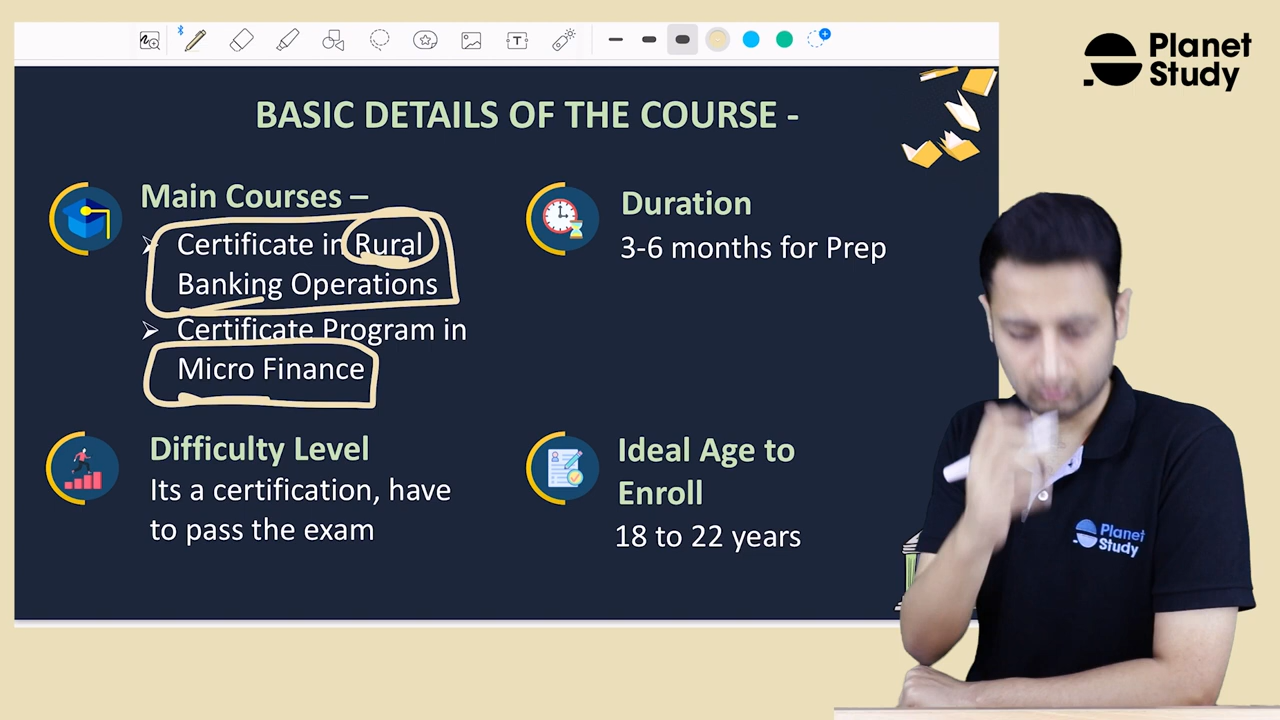 Planet
Study
BASIC DETAILS OF THE COURSE -
Main Courses –
Certificate in Rural
Banking Operations
Certificate Program in
Micro Finance
Duration
3-6 months for Prep
Difficulty Level
Its a certification, have
to pass the exam
Ideal Age to
Enroll
18 to 22 years
Planet
Study